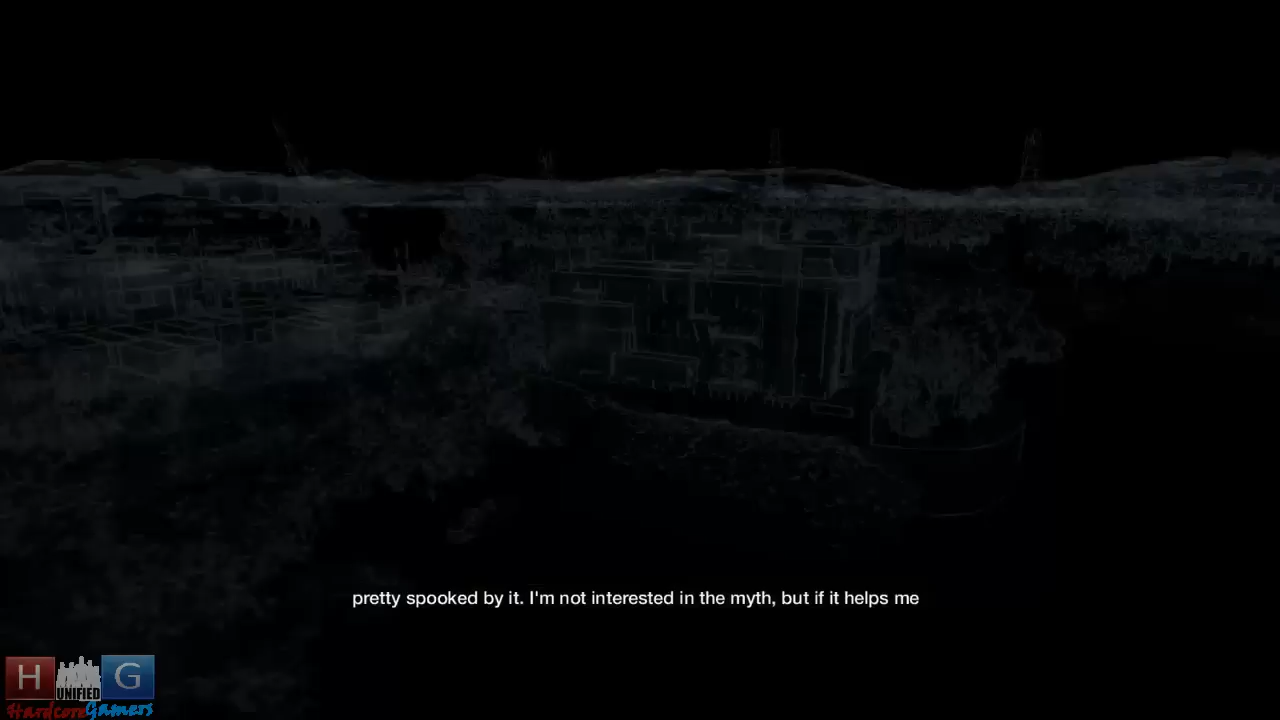 pretty spooked by it. I'm not interested in the myth, but if it helps me
H UNIFIED G
HardcoreGamers